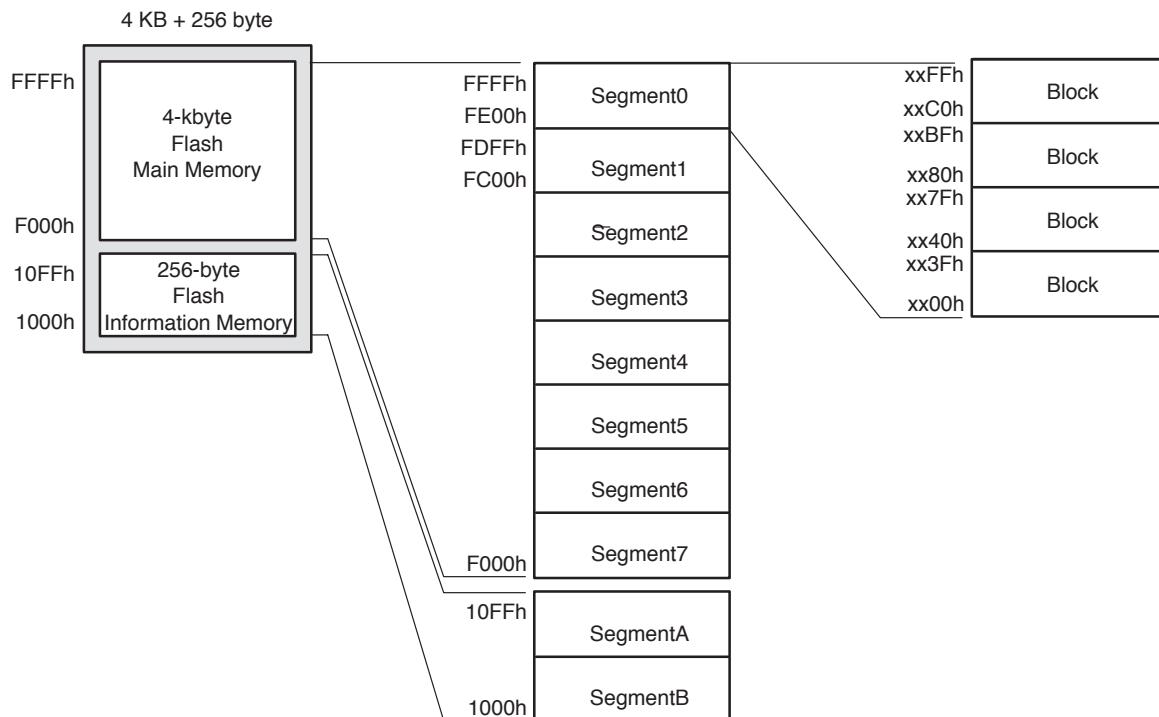 4 KB + 256 byte
FFFFh
4-kbyte
Flash
Main Memory
F000h
10FFh
256-byte
Flash
Information Memory
1000h
FFFFh
Segment0
FE00h
FDFFh
Segment1
FC00h
Segment2
Segment3
Segment4
Segment5
Segment6
Segment7
F000h
10FFh
SegmentA
SegmentB
1000h
xxFFh
Block
xxC0h
xxBFh
Block
xx80h
xx7Fh
Block
xx40h
xx3Fh
Block
xx00h